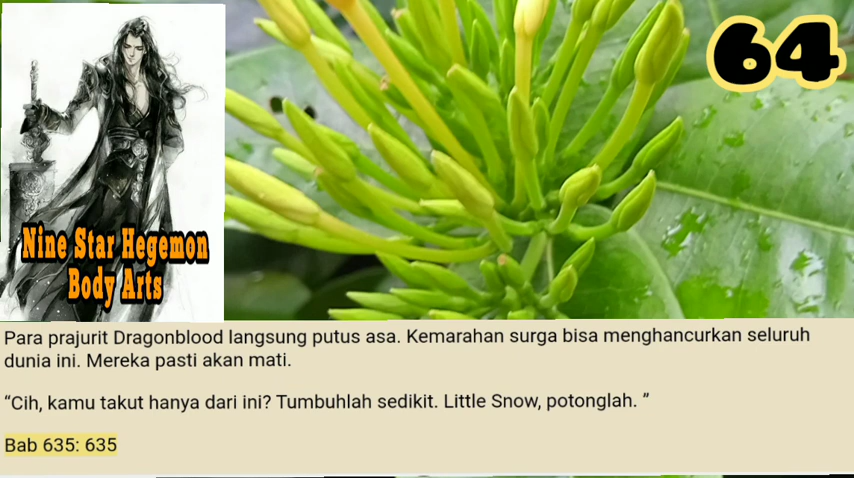 64
Nine Star Hegemon
Body Arts
Para prajurit Dragonblood langsung putus asa. Kemarahan surga bisa menghancurkan seluruh
dunia ini. Mereka pasti akan mati.
“Cih, kamu takut hanya dari ini? Tumbuhlah sedikit. Little Snow, potonglah. ”
Bab 635: 635